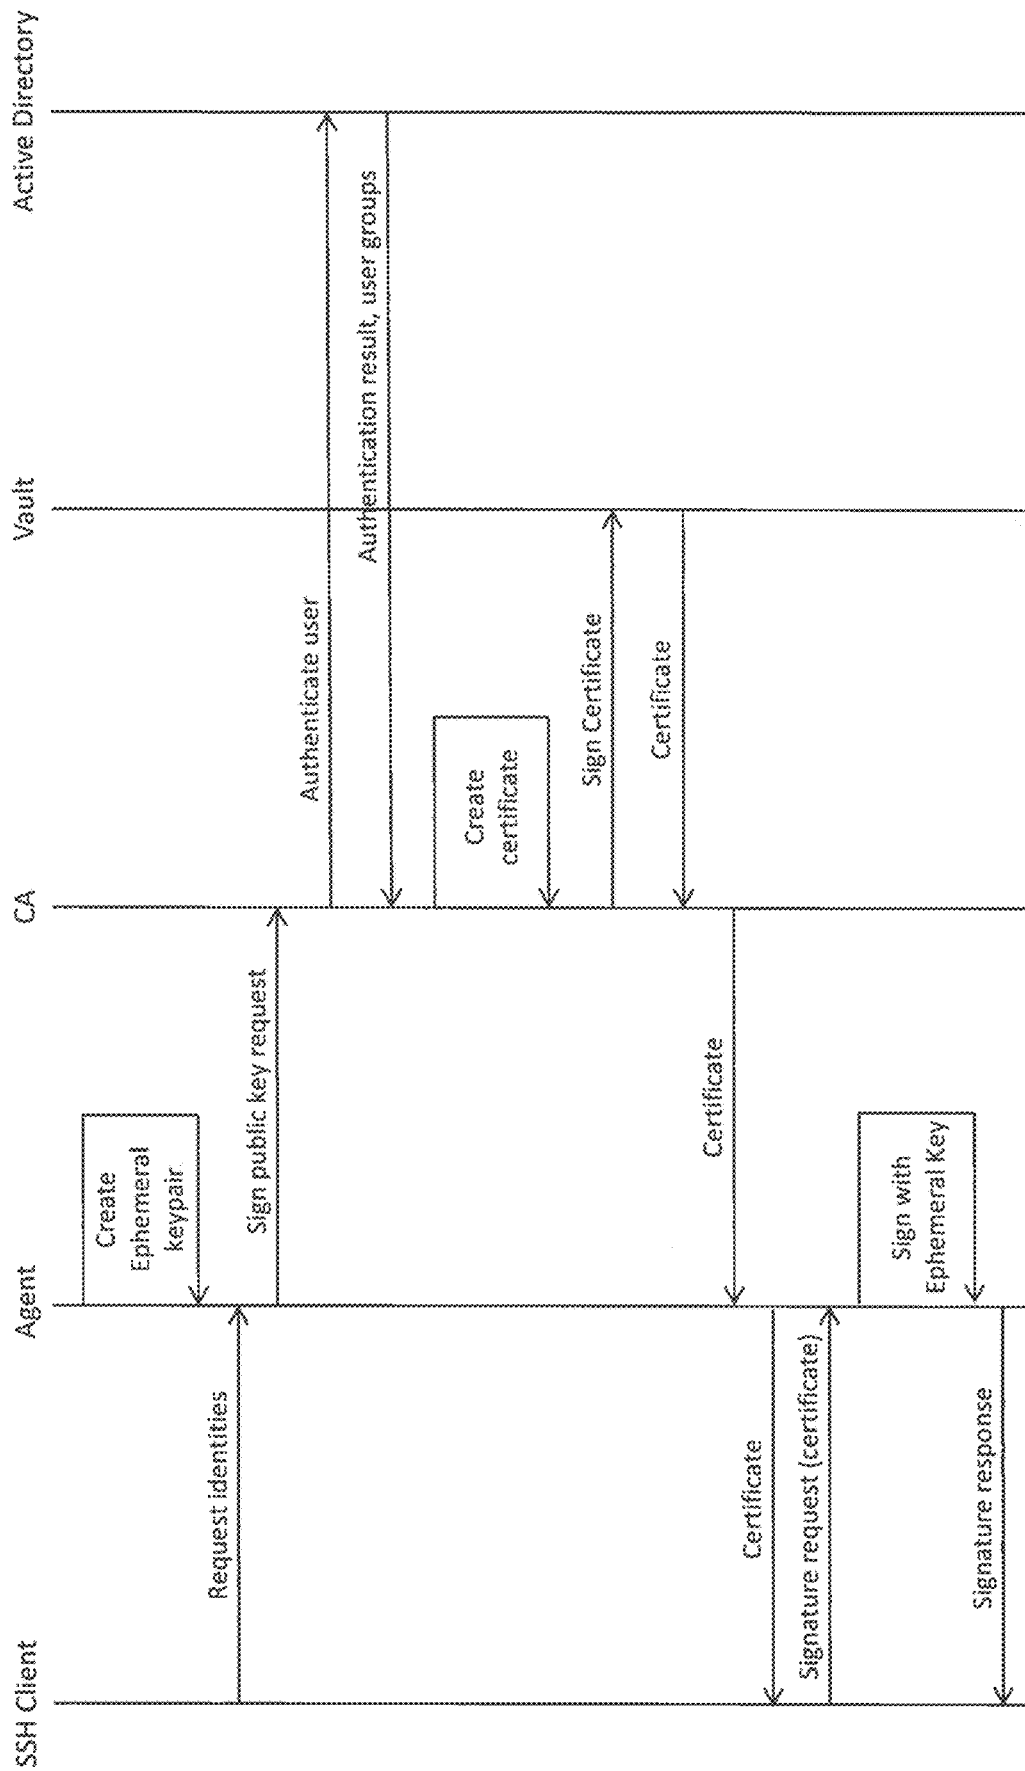 SSH Client
Agent
CA
Vault
Active Directory
Create
Ephemeral
keypair
Request identities
Sign public key request
Authenticate user
Authentication result, user groups
Create
certificate
Sign Certificate
Certificate
Certificate
Certificate
Signature request (certificate)
Sign with
Ephemeral Key
Signature response